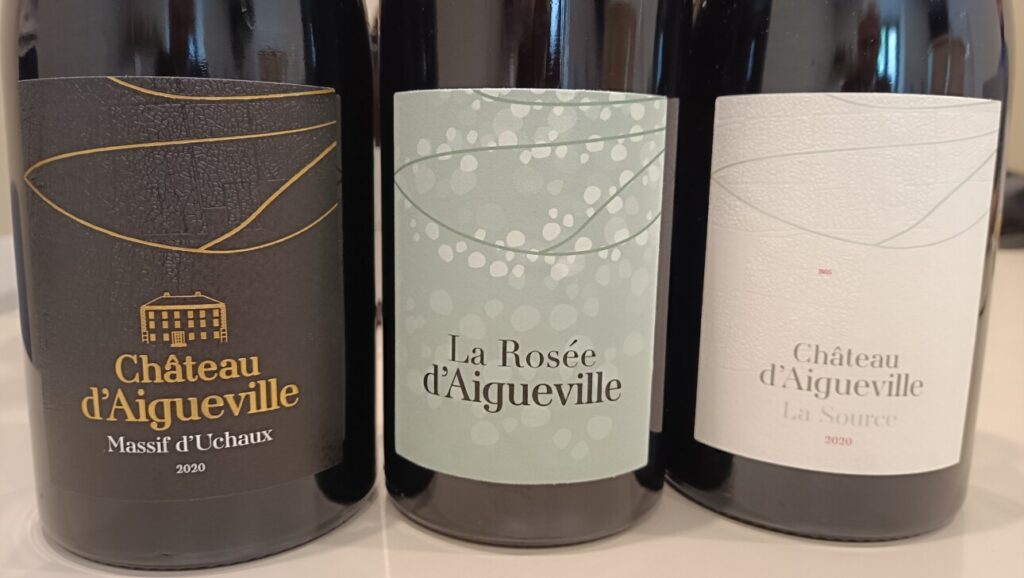 Château
d'Aigueville
Massif d'Uchaux
2020
La Rosée
d'Aigueville
Château
d'Aigueville
La Source
2020